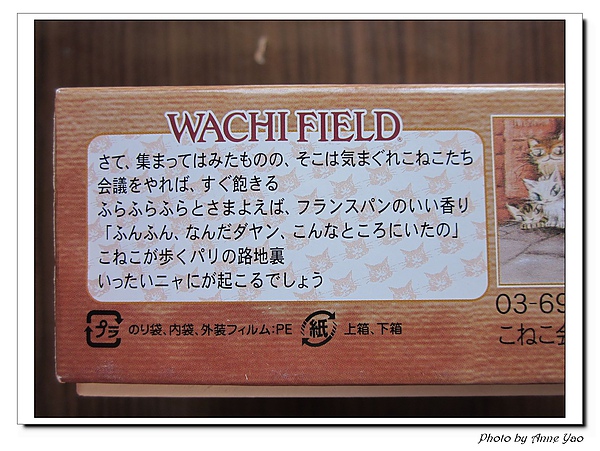 WACHI FIELD
さて、集まってはみたものの、そこは気まぐれこねこたち
会議をやれば、すぐ飽きる
ふらふらふらとさまよえば、フランスパンのいい香り
「ふんふん、なんだダヤン、こんなところにいたの」
こねこが歩くパリの路地裏
いったいニャにが起こるでしょう
プラ のり袋、内袋、外装フィルム:PE 紙 上箱、下箱
03-69
こねこ会
Photo by Anne Yao